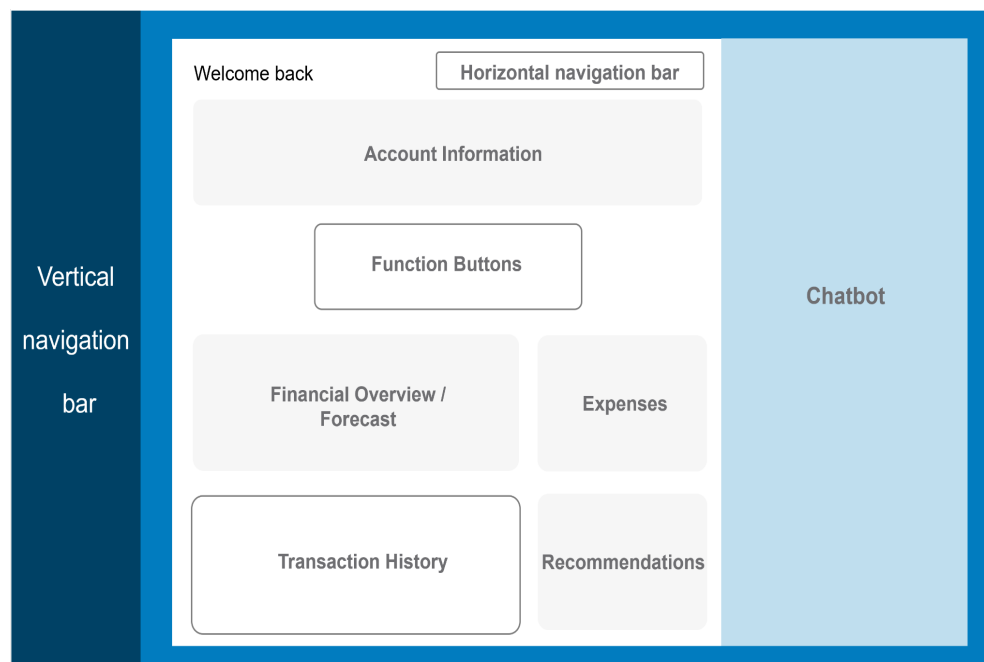 Vertical
navigation
bar
Welcome back
Horizontal navigation bar
Account Information
Function Buttons
Financial Overview /
Forecast
Expenses
Transaction History
Recommendations
Chatbot